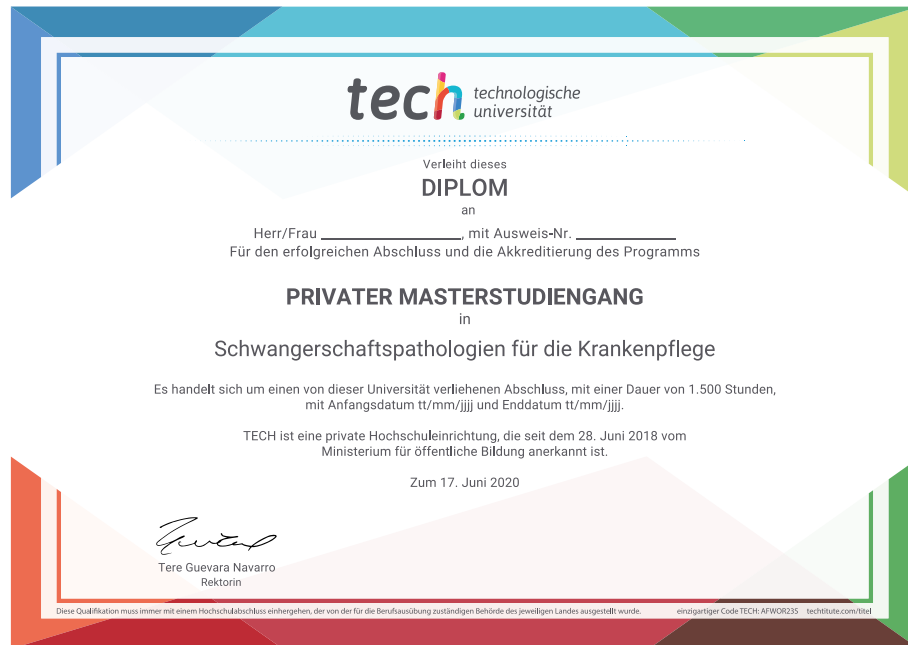 tech technologische
universität
Verleiht dieses
DIPLOM
an
Herr/Frau ____________________, mit Ausweis-Nr. ______________
Für den erfolgreichen Abschluss und die Akkreditierung des Programms
PRIVATER MASTERSTUDIENGANG
in
Schwangerschaftspathologien für die Krankenpflege
Es handelt sich um einen von dieser Universität verliehenen Abschluss, mit einer Dauer von 1.500 Stunden,
mit Anfangsdatum tt/mm/jjjj und Enddatum tt/mm/jjjj.
TECH ist eine private Hochschuleinrichtung, die seit dem 28. Juni 2018 vom
Ministerium für öffentliche Bildung anerkannt ist.
Zum 17. Juni 2020
Tere Guevara Navarro
Rektorin
Diese Qualifikation muss immer mit einem Hochschulabschluss einhergehen, der von der für die Berufsausübung zuständigen Behörde des jeweiligen Landes ausgestellt wurde. einzigartiger Code TECH: AFWOR23S techtitute.com/titel